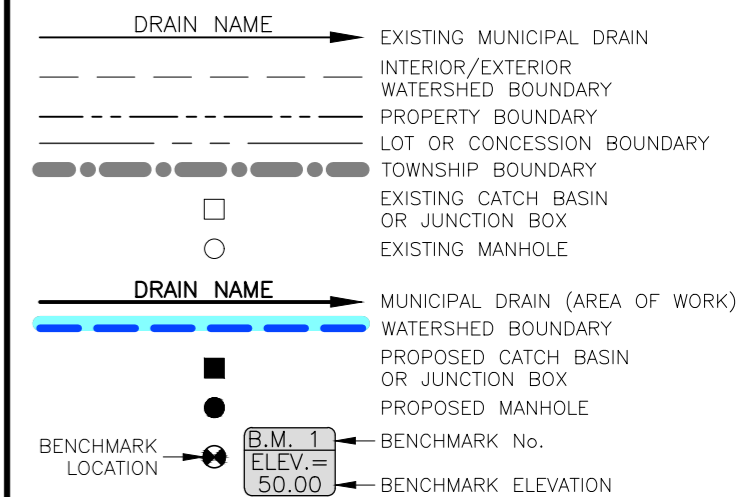 DRAIN NAME
EXISTING MUNICIPAL DRAIN
INTERIOR/EXTERIOR
WATERSHED BOUNDARY
PROPERTY BOUNDARY
LOT OR CONCESSION BOUNDARY
TOWNSHIP BOUNDARY
EXISTING CATCH BASIN
OR JUNCTION BOX
EXISTING MANHOLE
DRAIN NAME
MUNICIPAL DRAIN (AREA OF WORK)
WATERSHED BOUNDARY
PROPOSED CATCH BASIN
OR JUNCTION BOX
PROPOSED MANHOLE
BENCHMARK
LOCATION
B.M. 1
ELEV.=
50.00
BENCHMARK No.
BENCHMARK ELEVATION